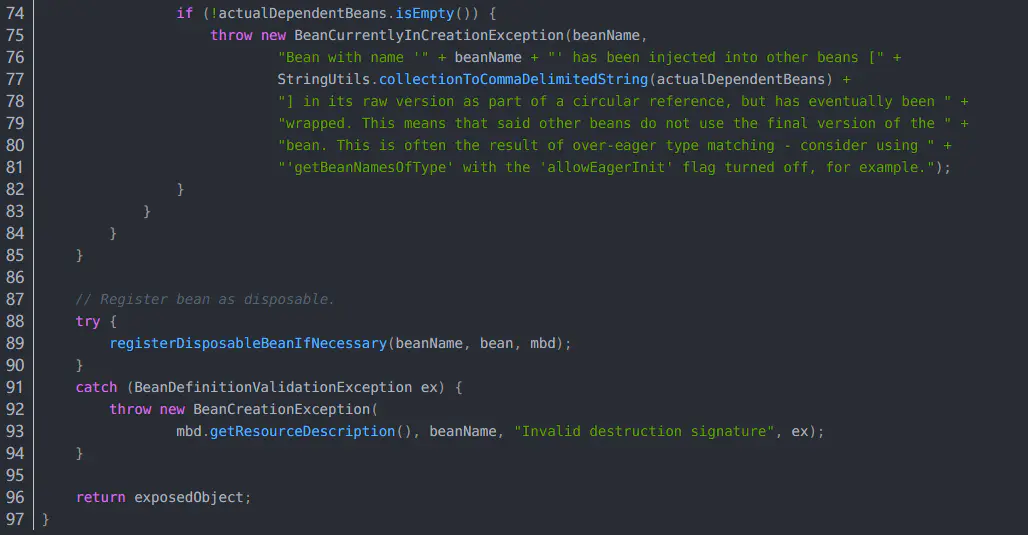 74 if (!actualDependentBeans.isEmpty()) {
75 throw new BeanCurrentlyInCreationException(beanName,
76 "Bean with name '" + beanName + "' has been injected into other beans [" +
77 StringUtils.collectionToCommaDelimitedString(actualDependentBeans) +
78 "] in its raw version as part of a circular reference, but has eventually been " +
79 "wrapped. This means that said other beans do not use the final version of the " +
80 "bean. This is often the result of over-eager type matching - consider using " +
81 "'getBeanNamesOfType' with the 'allowEagerInit' flag turned off, for example.");
82 }
83 }
84 }
85 }
86
87 // Register bean as disposable.
88 try {
89 registerDisposableBeanIfNecessary(beanName, bean, mbd);
90 }
91 catch (BeanDefinitionValidationException ex) {
92 throw new BeanCreationException(
93 mbd.getResourceDescription(), beanName, "Invalid destruction signature", ex);
94 }
95
96 return exposedObject;
97 }